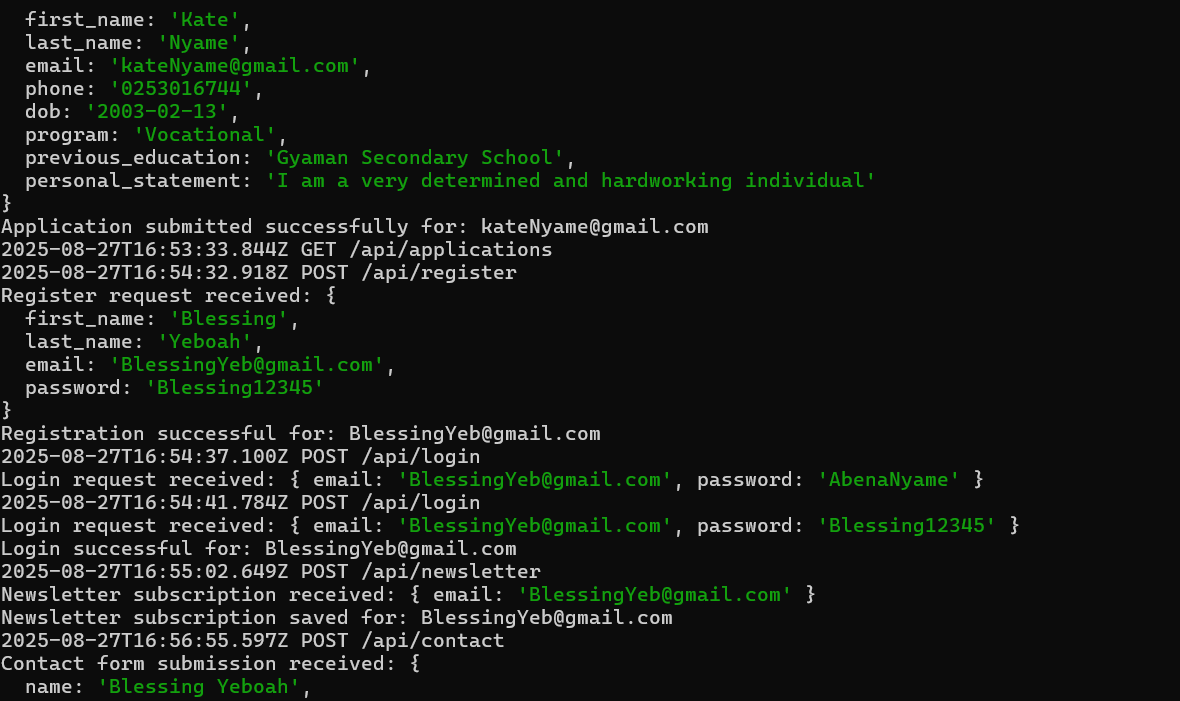 first_name: 'Kate',
last_name: 'Nyame',
email: 'kateNyame@gmail.com',
phone: '0253016744',
dob: '2003-02-13',
program: 'Vocational',
previous_education: 'Gyaman Secondary School',
personal_statement: 'I am a very determined and hardworking individual'
}
Application submitted successfully for: kateNyame@gmail.com
2025-08-27T16:53:33.844Z GET /api/applications
2025-08-27T16:54:32.918Z POST /api/register
Register request received: {
first_name: 'Blessing',
last_name: 'Yeboah',
email: 'BlessingYeb@gmail.com',
password: 'Blessing12345'
}
Registration successful for: BlessingYeb@gmail.com
2025-08-27T16:54:37.100Z POST /api/login
Login request received: { email: 'BlessingYeb@gmail.com', password: 'AbenaNyame' }
2025-08-27T16:54:41.784Z POST /api/login
Login request received: { email: 'BlessingYeb@gmail.com', password: 'Blessing12345' }
Login successful for: BlessingYeb@gmail.com
2025-08-27T16:55:02.649Z POST /api/newsletter
Newsletter subscription received: { email: 'BlessingYeb@gmail.com' }
Newsletter subscription saved for: BlessingYeb@gmail.com
2025-08-27T16:56:55.597Z POST /api/contact
Contact form submission received: {
name: 'Blessing Yeboah',